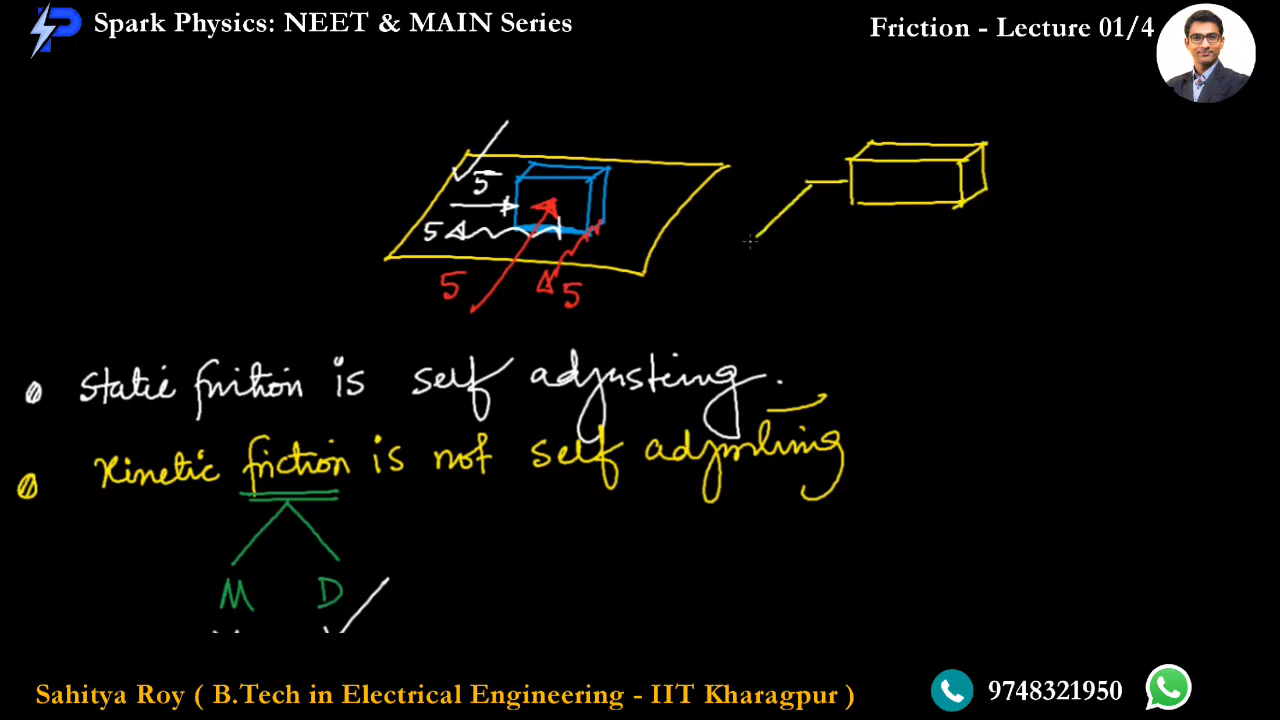 Spark Physics: NEET & MAIN Series
Friction - Lecture 01/4
5
5
5
5
Static friction is self adjusting.
Kinetic friction is not self adjusting
M D
Sahitya Roy ( B.Tech in Electrical Engineering - IIT Kharagpur )
9748321950